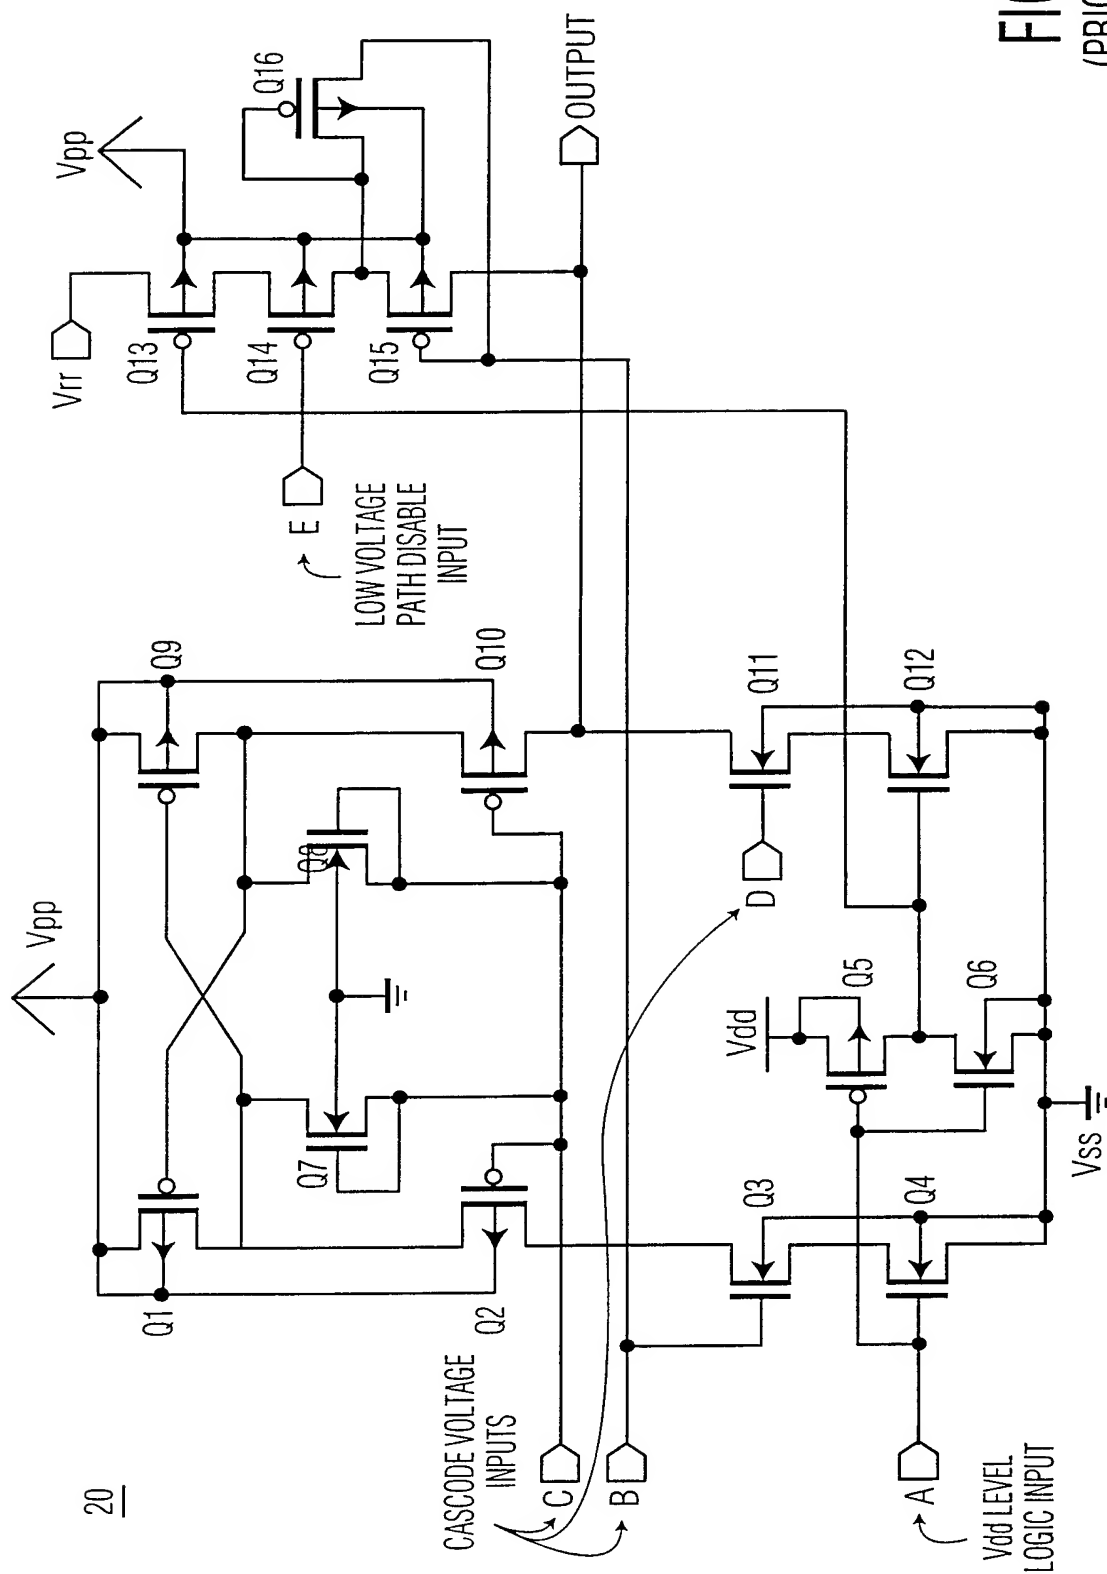 20
Vpp
Vpp
Vrr
Q13
Q14
Q15
Q16
E
LOW VOLTAGE
PATH DISABLE
INPUT
OUTPUT
Q1
Q2
Q9
Q10
Q7
CASCODE VOLTAGE
INPUTS
C
B
D
Q3
Q4
Q11
Q12
Vdd
Q5
Q6
A
Vdd LEVEL
LOGIC INPUT
Vss